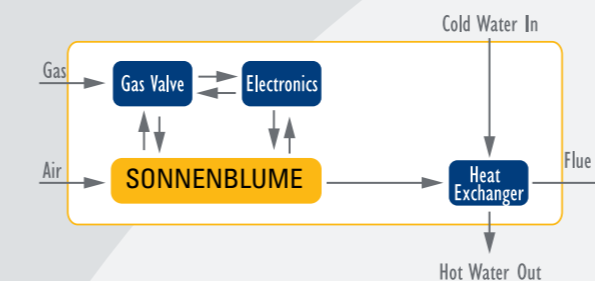 Cold Water In
Gas
Gas Valve
Electronics
Air
SONNENBLUME
Heat
Exchanger
Flue
Hot Water Out